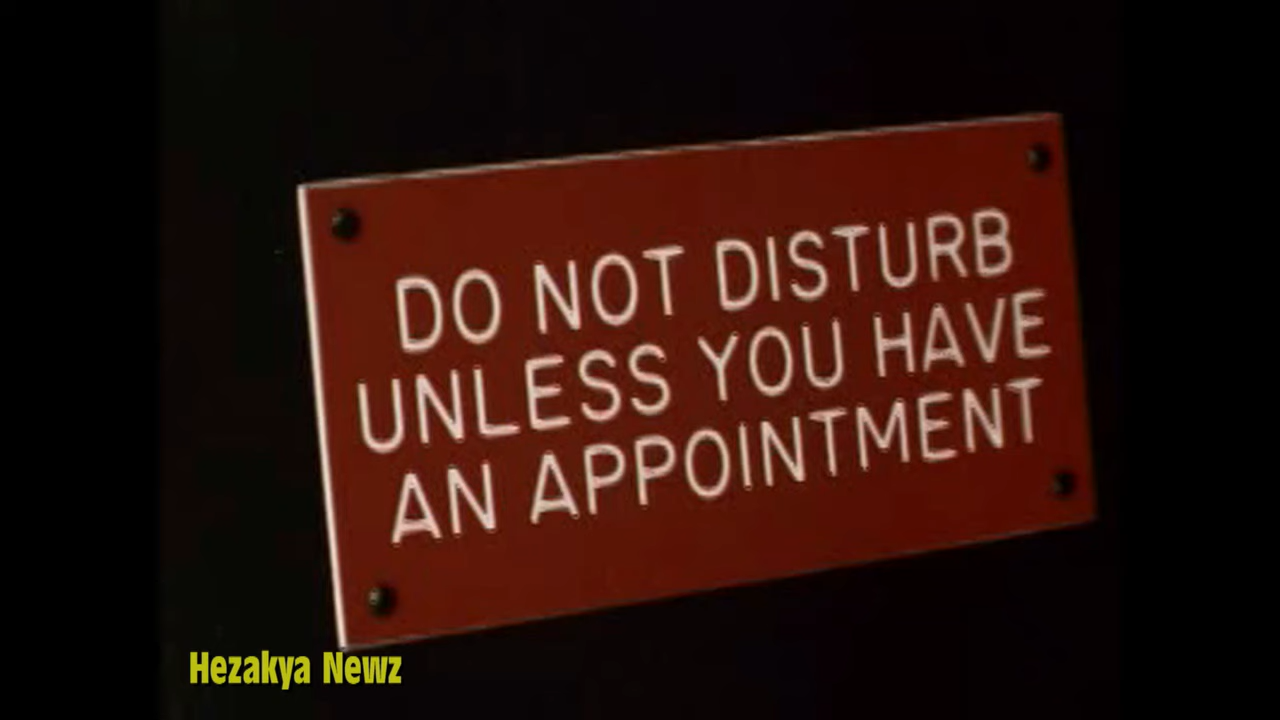 DO NOT DISTURB
UNLESS YOU HAVE
AN APPOINTMENT
Hezakya Newz